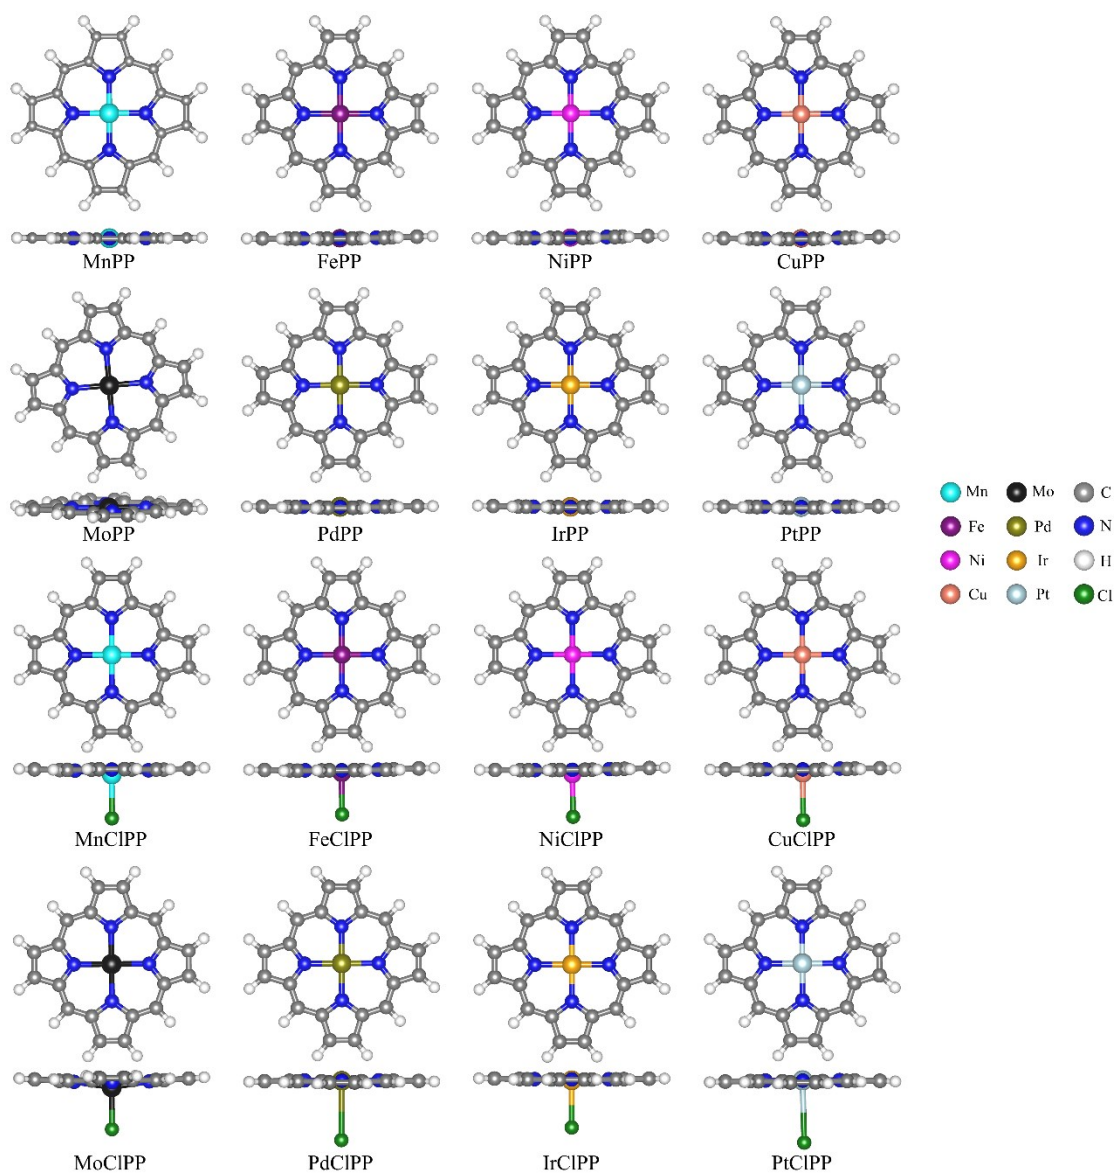 MnPP FePP NiPP CuPP
MoPP PdPP IrPP PtPP
Mn Mo C
Fe Pd N
Ni Ir H
Cu Pt Cl
MnClPP FeClPP NiClPP CuClPP
MoClPP PdClPP IrClPP PtClPP